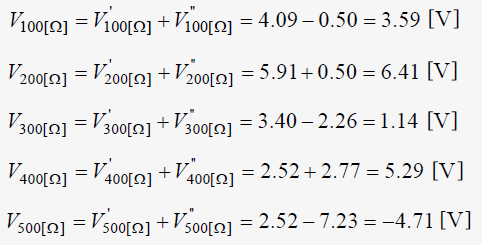 V100[Ω] = V'100[Ω] + V"100[Ω] = 4.09 − 0.50 = 3.59 [V]
V200[Ω] = V'200[Ω] + V"200[Ω] = 5.91 + 0.50 = 6.41 [V]
V300[Ω] = V'300[Ω] + V"300[Ω] = 3.40 − 2.26 = 1.14 [V]
V400[Ω] = V'400[Ω] + V"400[Ω] = 2.52 + 2.77 = 5.29 [V]
V500[Ω] = V'500[Ω] + V"500[Ω] = 2.52 − 7.23 = −4.71 [V]